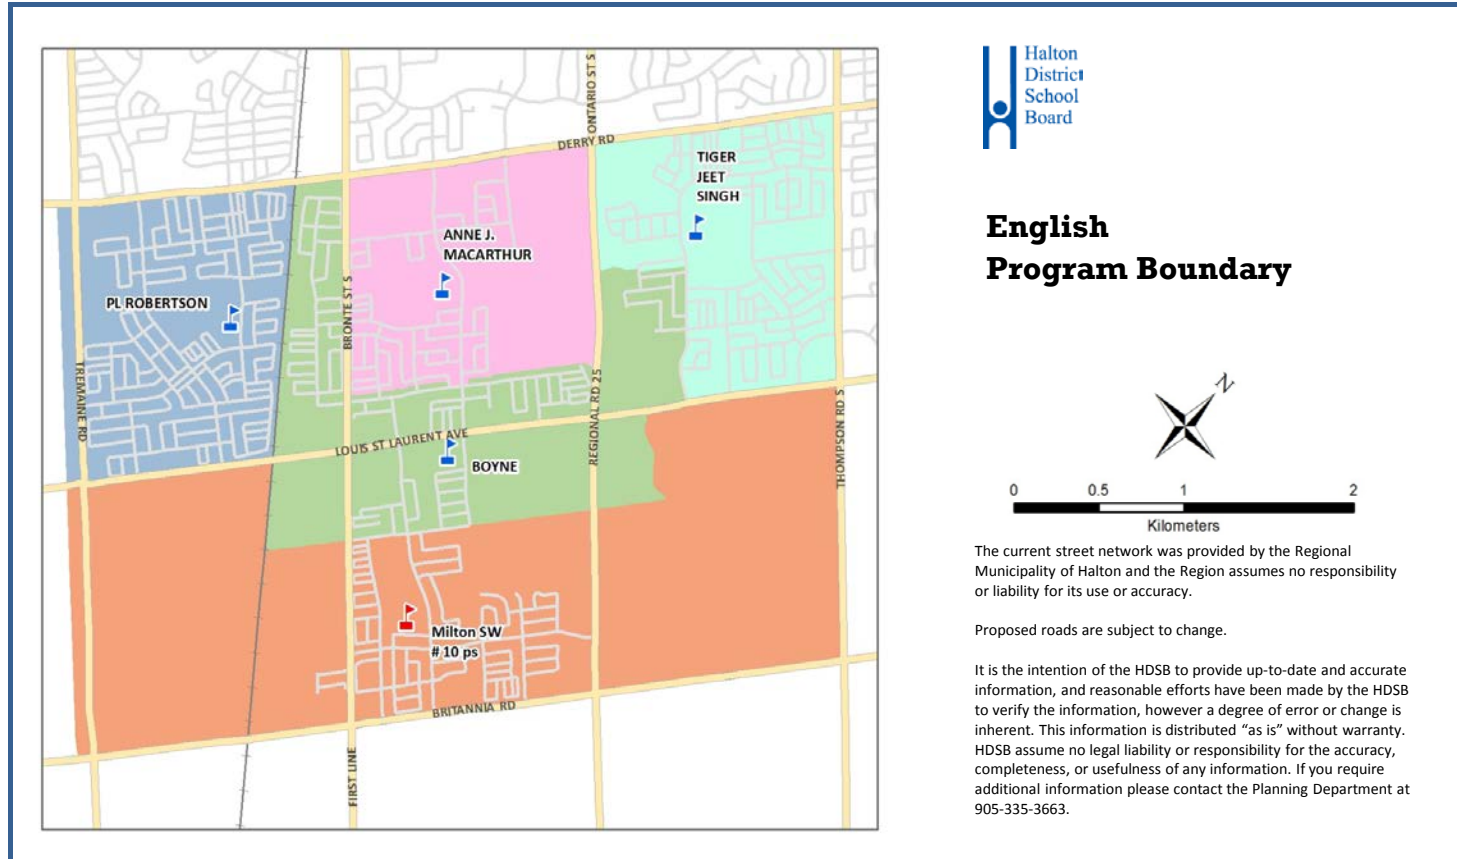 ONTARIO ST S
DERRY RD
TIGER
JEET
SINGH
ANNE J.
MACARTHUR
PL ROBERTSON
BRONTE ST S
TREMAINE RD
REGIONAL RD 25
THOMPSON RD S
LOUIS ST LAURENT AVE
BOYNE
Milton SW
# 10 ps
BRITANNIA RD
FIRST LINE
Halton
District
School
Board
English
Program Boundary
N
0 0.5 1 2
Kilometers
The current street network was provided by the Regional
Municipality of Halton and the Region assumes no responsibility
or liability for its use or accuracy.
Proposed roads are subject to change.
It is the intention of the HDSB to provide up-to-date and accurate
information, and reasonable efforts have been made by the HDSB
to verify the information, however a degree of error or change is
inherent. This information is distributed “as is” without warranty.
HDSB assume no legal liability or responsibility for the accuracy,
completeness, or usefulness of any information. If you require
additional information please contact the Planning Department at
905-335-3663.